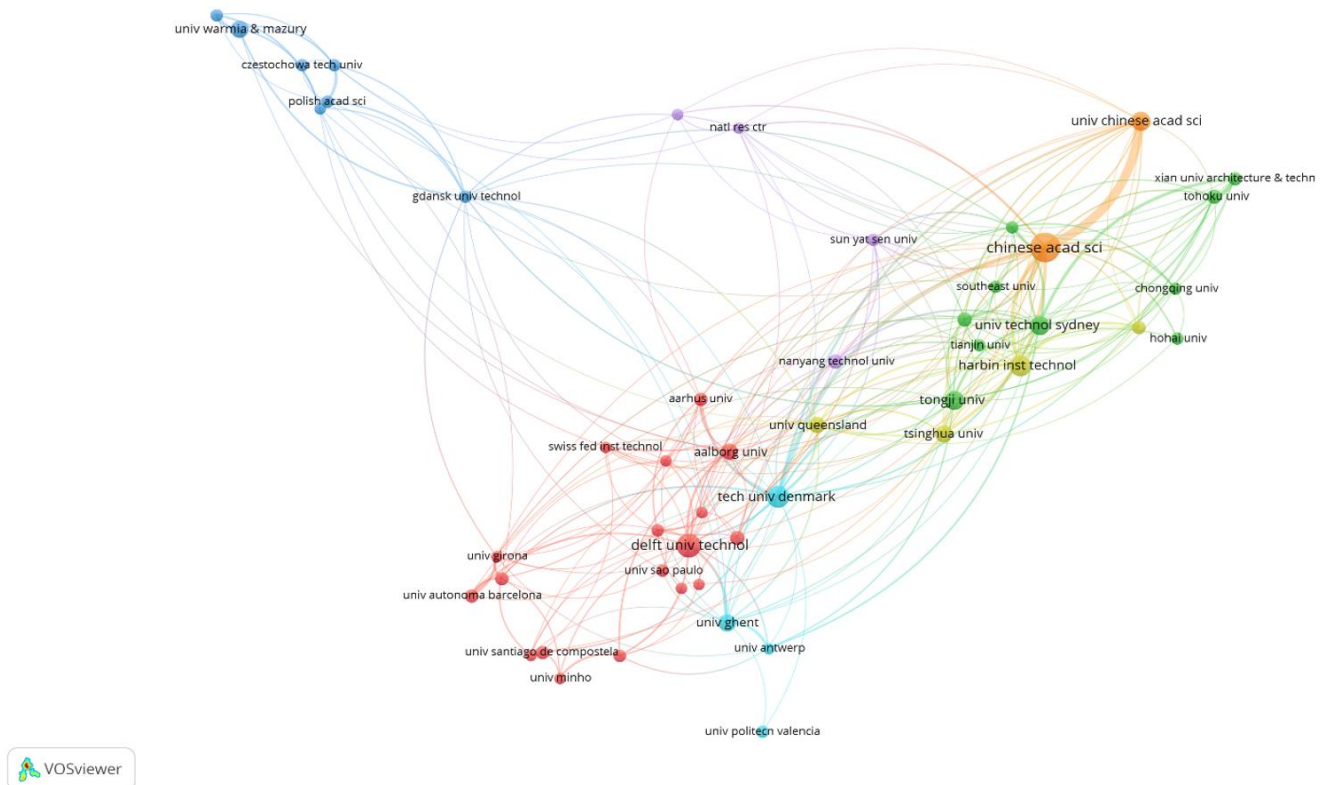 univ warmia & mazury
czestochowa tech univ
polish acad sci
natl res ctr
univ chinese acad sci
xian univ architecture & techn
gdansk univ technol
tohoku univ
sun yat sen univ
chinese acad sci
southeast univ
chongqing univ
univ technol sydney
tianjin univ
hohai univ
nanyang technol univ
harbin inst technol
aarhus univ
tongji univ
univ queensland
tsinghua univ
swiss fed inst technol
aalborg univ
tech univ denmark
delft univ technol
univ girona
univ sao paulo
univ autonoma barcelona
univ ghent
univ santiago de compostela
univ antwerp
univ minho
univ politecn valencia
VOSviewer